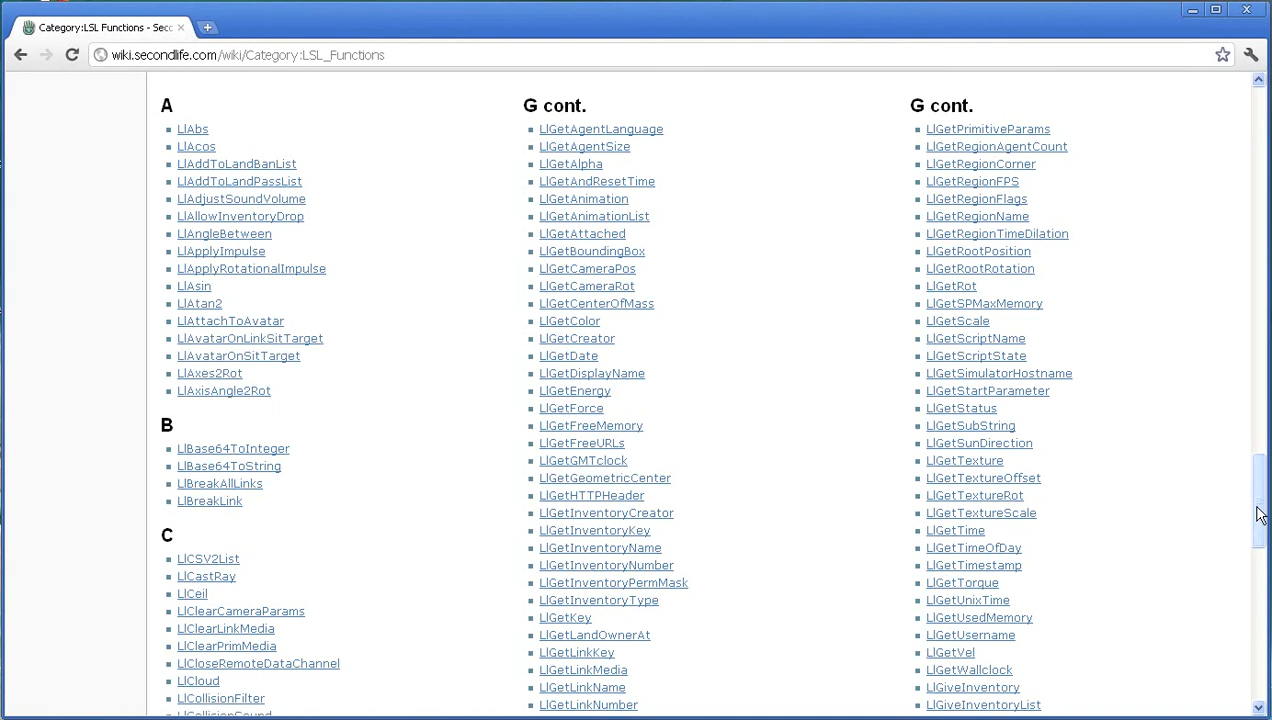 Category:LSL Functions - Secc
wiki.secondlife.com/wiki/Category:LSL_Functions
A
LlAbs
LlAcos
LlAddToLandBanList
LlAddToLandPassList
LlAdjustSoundVolume
LlAllowInventoryDrop
LlAngleBetween
LlApplyImpulse
LlApplyRotationalImpulse
LlAsin
LlAtan2
LlAttachToAvatar
LlAvatarOnLinkSitTarget
LlAvatarOnSitTarget
LlAxes2Rot
LlAxisAngle2Rot
B
LlBase64ToInteger
LlBase64ToString
LlBreakAllLinks
LlBreakLink
C
LlCSV2List
LlCastRay
LlCeil
LlClearCameraParams
LlClearLinkMedia
LlClearPrimMedia
LlCloseRemoteDataChannel
LlCloud
LlCollisionFilter
LlCollisionSound
G cont.
LlGetAgentLanguage
LlGetAgentSize
LlGetAlpha
LlGetAndResetTime
LlGetAnimation
LlGetAnimationList
LlGetAttached
LlGetBoundingBox
LlGetCameraPos
LlGetCameraRot
LlGetCenterOfMass
LlGetColor
LlGetCreator
LlGetDate
LlGetDisplayName
LlGetEnergy
LlGetForce
LlGetFreeMemory
LlGetFreeURLs
LlGetGMTclock
LlGetGeometricCenter
LlGetHTTPHeader
LlGetInventoryCreator
LlGetInventoryKey
LlGetInventoryName
LlGetInventoryNumber
LlGetInventoryPermMask
LlGetInventoryType
LlGetKey
LlGetLandOwnerAt
LlGetLinkKey
LlGetLinkMedia
LlGetLinkName
LlGetLinkNumber
G cont.
LlGetPrimitiveParams
LlGetRegionAgentCount
LlGetRegionCorner
LlGetRegionFPS
LlGetRegionFlags
LlGetRegionName
LlGetRegionTimeDilation
LlGetRootPosition
LlGetRootRotation
LlGetRot
LlGetSPMaxMemory
LlGetScale
LlGetScriptName
LlGetScriptState
LlGetSimulatorHostname
LlGetStartParameter
LlGetStatus
LlGetSubString
LlGetSunDirection
LlGetTexture
LlGetTextureOffset
LlGetTextureRot
LlGetTextureScale
LlGetTime
LlGetTimeOfDay
LlGetTimestamp
LlGetTorque
LlGetUnixTime
LlGetUsedMemory
LlGetUsername
LlGetVel
LlGetWallclock
LlGiveInventory
LlGiveInventoryList